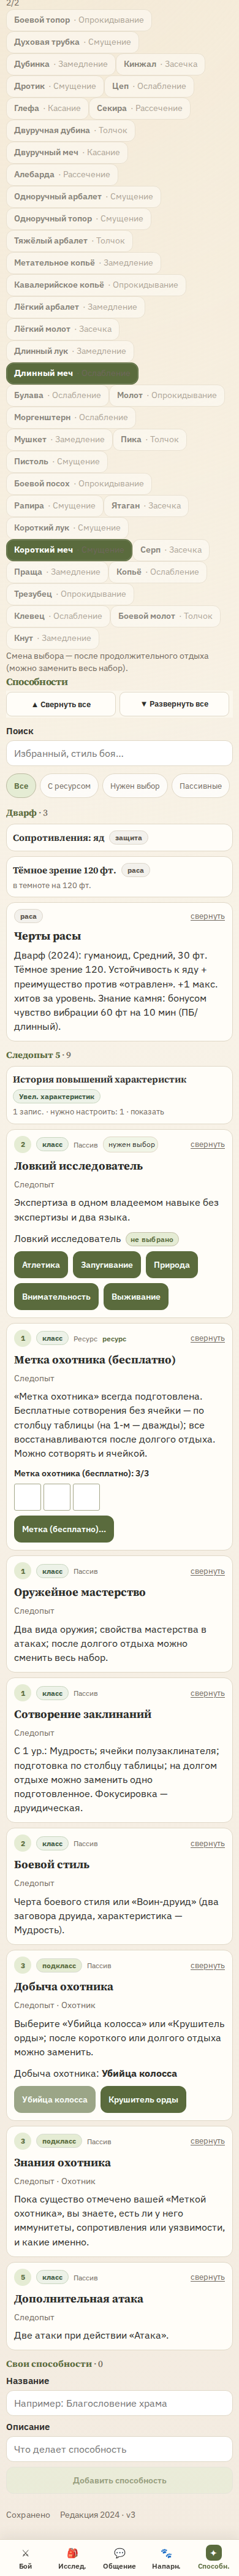 2/2
Боевой топор · Опрокидывание
Духовая трубка · Смущение
Дубинка · Замедление Кинжал · Засечка
Дротик · Смущение Цеп · Ослабление
Глефа · Касание Секира · Рассечение
Двуручная дубина · Толчок
Двуручный меч · Касание
Алебарда · Рассечение
Одноручный арбалет · Смущение
Одноручный топор · Смущение
Тяжёлый арбалет · Толчок
Метательное копьё · Замедление
Кавалерийское копьё · Опрокидывание
Лёгкий арбалет · Замедление
Лёгкий молот · Засечка
Длинный лук · Замедление
Длинный меч
Булава · Ослабление Молот · Опрокидывание
Моргенштерн · Ослабление
Мушкет · Замедление Пика · Толчок
Пистоль · Смущение
Боевой посох · Опрокидывание
Рапира · Смущение Ятаган · Засечка
Короткий лук · Смущение
Короткий меч Серп · Засечка
Праща · Замедление Копьё · Ослабление
Трезубец · Опрокидывание
Клевец · Ослабление Боевой молот · Толчок
Кнут · Замедление
Смена выбора — после продолжительного отдыха
(можно заменить весь набор).
Способности
▲ Свернуть все ▼ Развернуть все
Поиск
Избранный, стиль боя…
Все С ресурсом Нужен выбор Пассивные
Дварф · 3
Сопротивления: яд защита
Тёмное зрение 120 фт. раса
в темноте на 120 фт.
раса свернуть
Черты расы
Дварф (2024): гуманоид, Средний, 30 фт.
Тёмное зрение 120. Устойчивость к яду +
преимущество против «отравлен». +1 макс.
хитов за уровень. Знание камня: бонусом
чувство вибрации 60 фт на 10 мин (ПБ/
длинный).
Следопыт 5 · 9
История повышений характеристик
Увел. характеристик
1 запис. · нужно настроить: 1 · показать
2 класс Пассив нужен выбор свернуть
Ловкий исследователь
Следопыт
Экспертиза в одном владеемом навыке без
экспертизы и два языка.
Ловкий исследователь не выбрано
Атлетика Запугивание Природа
Внимательность Выживание
1 класс Ресурс ресурс свернуть
Метка охотника (бесплатно)
Следопыт
«Метка охотника» всегда подготовлена.
Бесплатные сотворения без ячейки — по
столбцу таблицы (на 1-м — дважды); все
восстанавливаются после долгого отдыха.
Можно сотворять и ячейкой.
Метка охотника (бесплатно): 3/3
Метка (бесплатно)…
1 класс Пассив свернуть
Оружейное мастерство
Следопыт
Два вида оружия; свойства мастерства в
атаках; после долгого отдыха можно
сменить весь набор.
1 класс Пассив свернуть
Сотворение заклинаний
Следопыт
С 1 ур.: Мудрость; ячейки полузаклинателя;
подготовка по столбцу таблицы; на долгом
отдыхе можно заменить одно
подготовленное. Фокусировка —
друидическая.
2 класс Пассив свернуть
Боевой стиль
Следопыт
Черта боевого стиля или «Воин-друид» (два
заговора друида, характеристика —
Мудрость).
3 подкласс Пассив свернуть
Добыча охотника
Следопыт · Охотник
Выберите «Убийца колосса» или «Крушитель
орды»; после короткого или долгого отдыха
можно заменить.
Добыча охотника: Убийца колосса
Убийца колосса Крушитель орды
3 подкласс Пассив свернуть
Знания охотника
Следопыт · Охотник
Пока существо отмечено вашей «Меткой
охотника», вы знаете, есть ли у него
иммунитеты, сопротивления или уязвимости,
и какие именно.
5 класс Пассив свернуть
Дополнительная атака
Следопыт
Две атаки при действии «Атака».
Свои способности · 0
Название
Например: Благословение храма
Описание
Что делает способность
Добавить способность
Сохранено Редакция 2024 · v3
Бой Исслед. Общение Напарн. Способн.